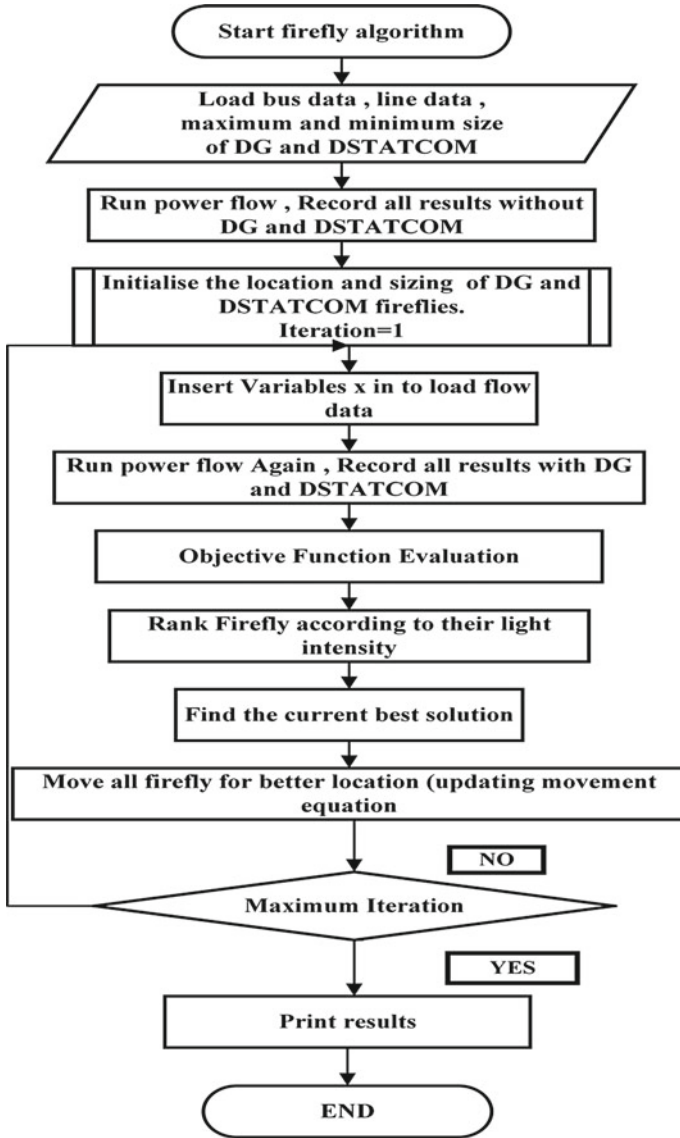 Start firefly algorithm
Load bus data , line data ,
maximum and minimum size
of DG and DSTATCOM
Run power flow , Record all results without
DG and DSTATCOM
Initialise the location and sizing of DG and
DSTATCOM fireflies.
Iteration=1
Insert Variables x in to load flow
data
Run power flow Again , Record all results with DG
and DSTATCOM
Objective Function Evaluation
Rank Firefly according to their light
intensity
Find the current best solution
Move all firefly for better location (updating movement
equation
NO
Maximum Iteration
YES
Print results
END